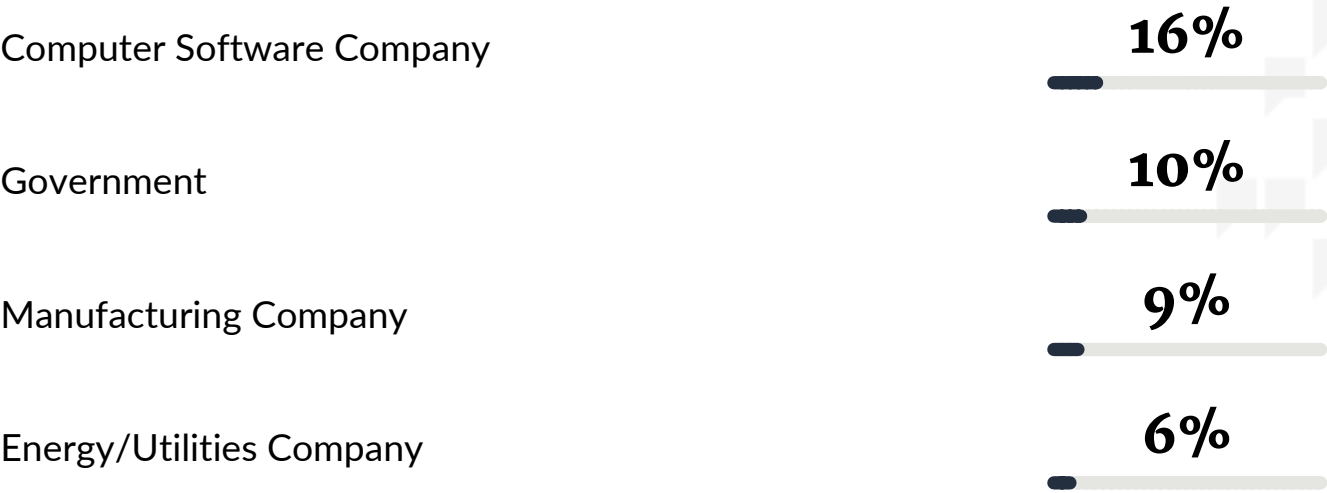 Computer Software Company 16%
Government 10%
Manufacturing Company 9%
Energy/Utilities Company 6%